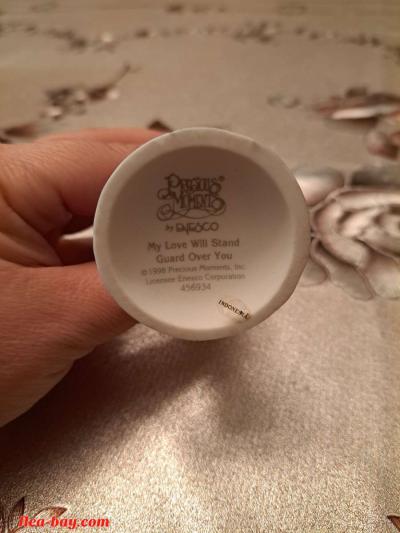 Precious
Moments®
by ENESCO
My Love Will Stand
Guard Over You
© 1998 Precious Moments, Inc.
Licensee Enesco Corporation
456934
INDONESIA
Ilea-bay.com